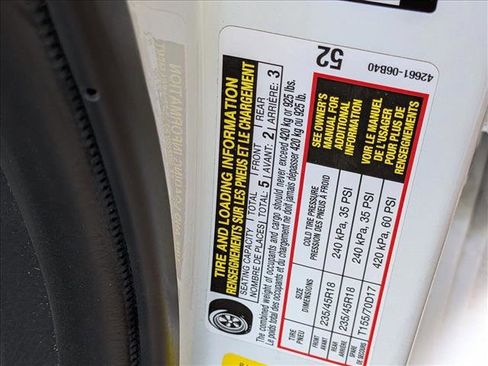 TIRE AND LOADING INFORMATION
RENSEIGNEMENTS SUR LES PNEUS ET LE CHARGEMENT
SEATING CAPACITY TOTAL FRONT REAR
NOMBRE DE PLACES TOTAL: 5 AVANT: 2 ARRIÈRE: 3
The combined weight of occupants and cargo should never exceed 420 kg or 925 lbs.
Le poids total des occupants et du chargement ne doit jamais dépasser 420 kg ou 925 lb.
TIRE PNEU SIZE DIMENSIONS COLD TIRE PRESSURE PRESSION DES PNEUS À FROID
FRONT AVANT 235/45R18 240 kPa, 35 PSI
REAR ARRIÈRE 235/45R18 240 kPa, 35 PSI
SPARE DE SECOURS T155/70D17 420 kPa, 60 PSI
SEE OWNER'S
MANUAL FOR
ADDITIONAL
INFORMATION
VOIR LE MANUEL
DE L'USAGER
POUR PLUS DE
RENSEIGNEMENTS
52
42661-06B40